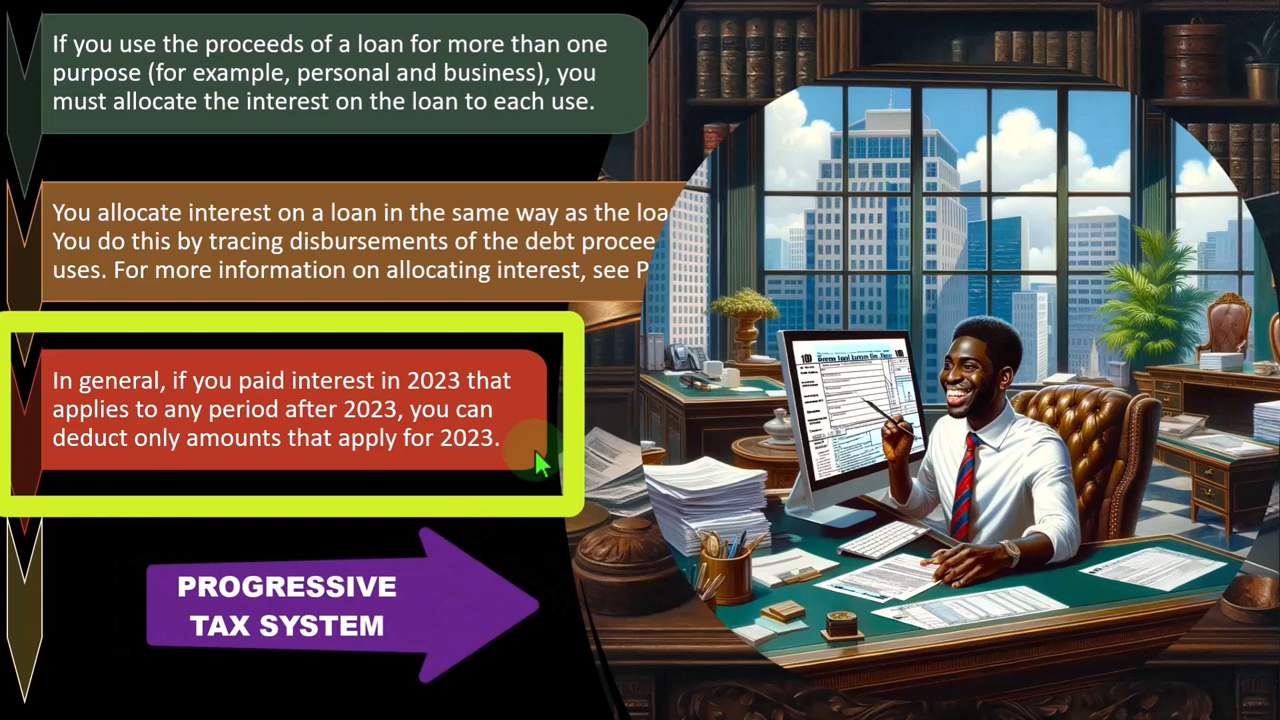 If you use the proceeds of a loan for more than one
purpose (for example, personal and business), you
must allocate the interest on the loan to each use.
You allocate interest on a loan in the same way as the loa
You do this by tracing disbursements of the debt procee
uses. For more information on allocating interest, see P
In general, if you paid interest in 2023 that
applies to any period after 2023, you can
deduct only amounts that apply for 2023.
PROGRESSIVE
TAX SYSTEM